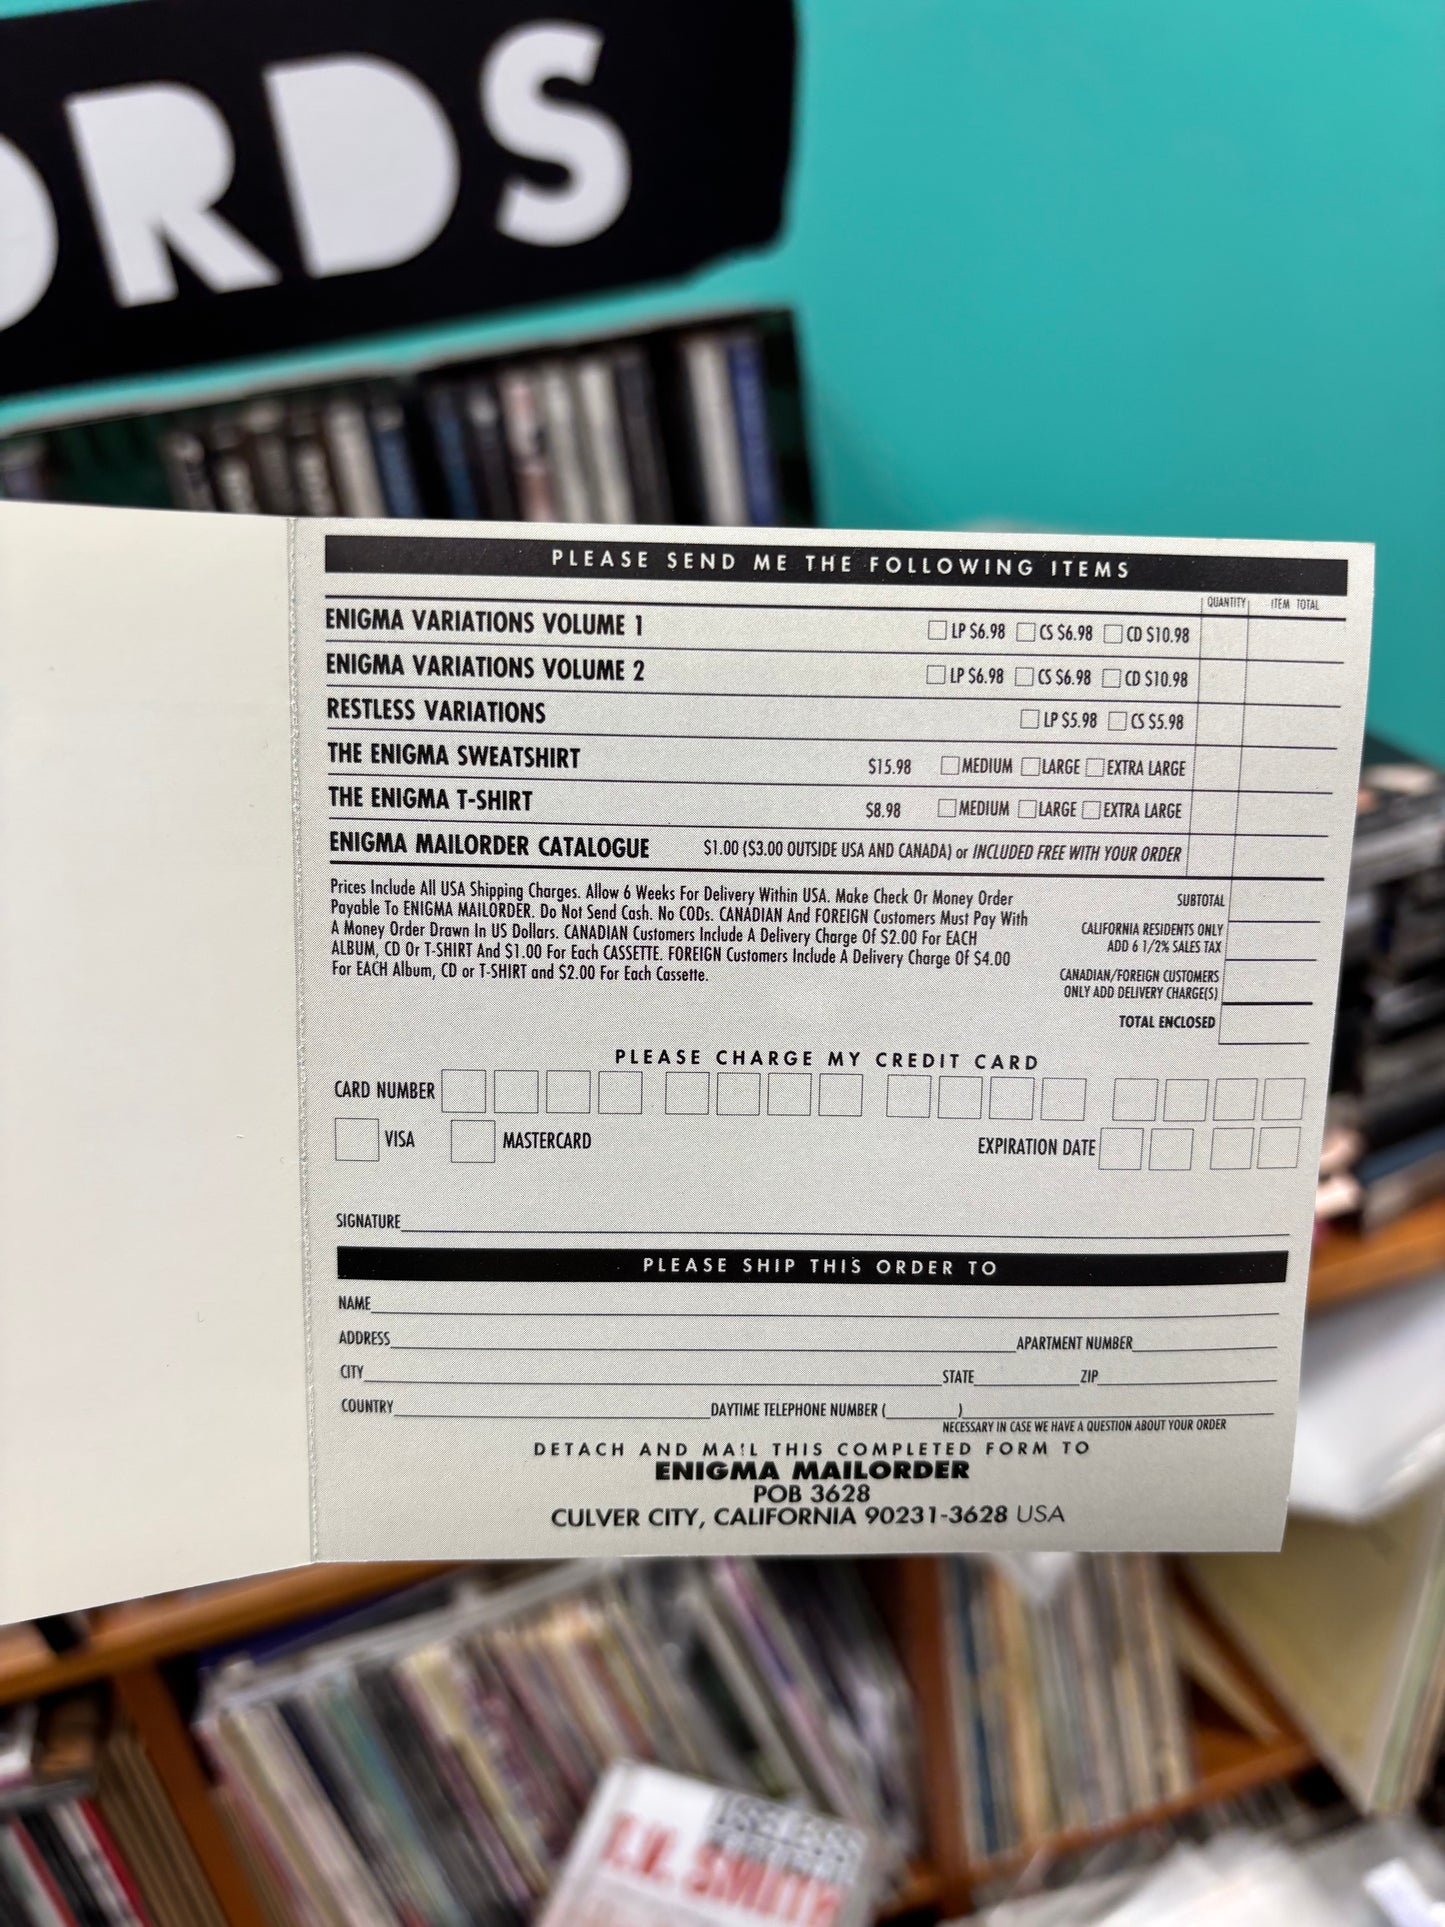 ORDS
PLEASE SEND ME THE FOLLOWING ITEMS
QUANTITY ITEM TOTAL
ENIGMA VARIATIONS VOLUME 1 LP $6.98 CS $6.98 CD $10.98
ENIGMA VARIATIONS VOLUME 2 LP $6.98 CS $6.98 CD $10.98
RESTLESS VARIATIONS LP $5.98 CS $5.98
THE ENIGMA SWEATSHIRT $15.98 MEDIUM LARGE EXTRA LARGE
THE ENIGMA T-SHIRT $8.98 MEDIUM LARGE EXTRA LARGE
ENIGMA MAILORDER CATALOGUE $1.00 ($3.00 OUTSIDE USA AND CANADA) or INCLUDED FREE WITH YOUR ORDER
Prices Include All USA Shipping Charges. Allow 6 Weeks For Delivery Within USA. Make Check Or Money Order
Payable To ENIGMA MAILORDER. Do Not Send Cash. No CODs. CANADIAN And FOREIGN Customers Must Pay With
A Money Order Drawn In US Dollars. CANADIAN Customers Include A Delivery Charge Of $2.00 For EACH
ALBUM, CD Or T-SHIRT And $1.00 For Each CASSETTE. FOREIGN Customers Include A Delivery Charge Of $4.00
For EACH Album, CD or T-SHIRT and $2.00 For Each Cassette.
SUBTOTAL
CALIFORNIA RESIDENTS ONLY
ADD 6 1/2% SALES TAX
CANADIAN/FOREIGN CUSTOMERS
ONLY ADD DELIVERY CHARGE(S)
TOTAL ENCLOSED
PLEASE CHARGE MY CREDIT CARD
CARD NUMBER
VISA MASTERCARD EXPIRATION DATE
SIGNATURE
PLEASE SHIP THIS ORDER TO
NAME
ADDRESS APARTMENT NUMBER
CITY STATE ZIP
COUNTRY DAYTIME TELEPHONE NUMBER ( )
NECESSARY IN CASE WE HAVE A QUESTION ABOUT YOUR ORDER
DETACH AND MAIL THIS COMPLETED FORM TO
ENIGMA MAILORDER
POB 3628
CULVER CITY, CALIFORNIA 90231-3628 USA
SMITH